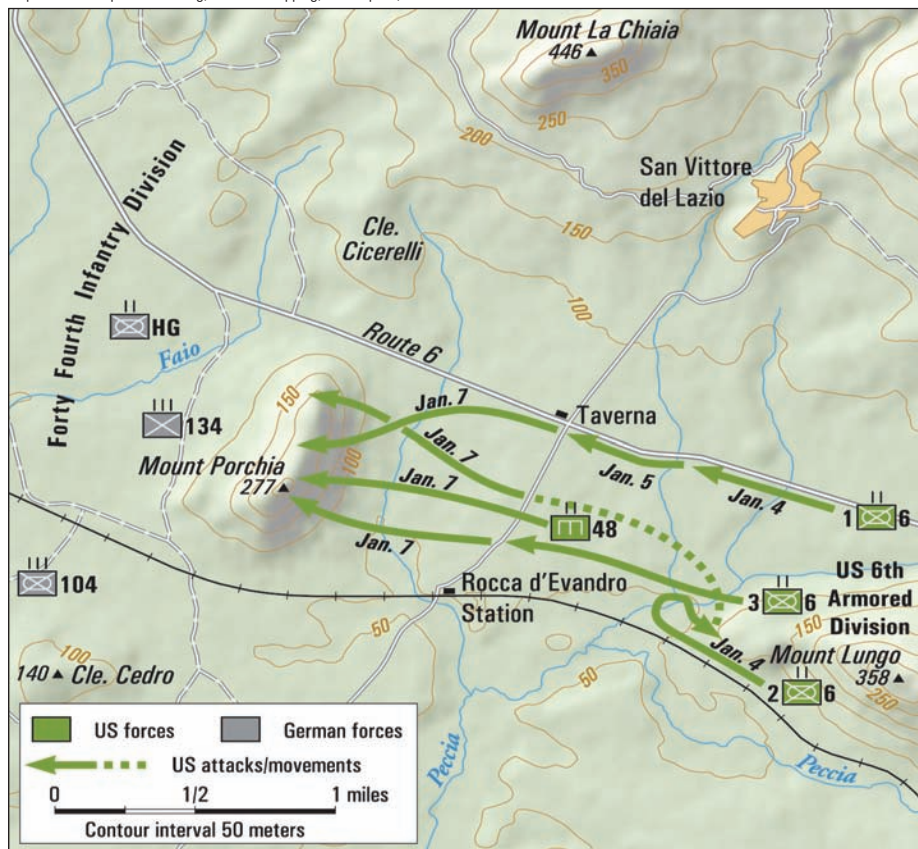 Mount La Chiaia
446
350
250
200
San Vittore
del Lazio
150
Cle.
Cicerelli
100
Forty Fourth Infantry Division
HG
Faio
Route 6
134
150
Jan. 7
Taverna
Jan. 7
Jan. 5
Mount Porchia
277
100
Jan. 7
Jan. 4
1 6
48
Jan. 7
104
Rocca d'Evandro
Station
3 6
US 6th
Armored
Division
150
50
Jan. 4
Mount Lungo
358
250
100
140 Cle. Cedro
2 6
50
Peccia
Peccia
US forces
German forces
US attacks/movements
0 1/2 1 miles
Contour interval 50 meters